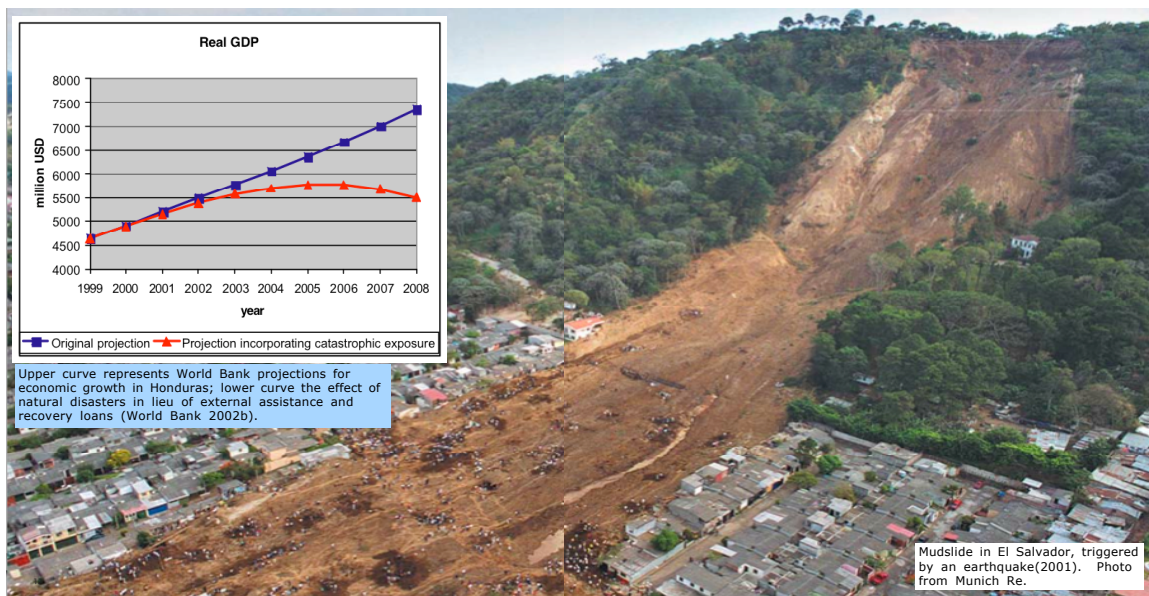 Real GDP
8000
7500
7000
6500
6000
5500
5000
4500
4000
million USD
1999 2000 2001 2002 2003 2004 2005 2006 2007 2008
year
Original projection Projection incorporating catastrophic exposure
Upper curve represents World Bank projections for
economic growth in Honduras; lower curve the effect of
natural disasters in lieu of external assistance and
recovery loans (World Bank 2002b).
Mudslide in El Salvador, triggered
by an earthquake(2001). Photo
from Munich Re.